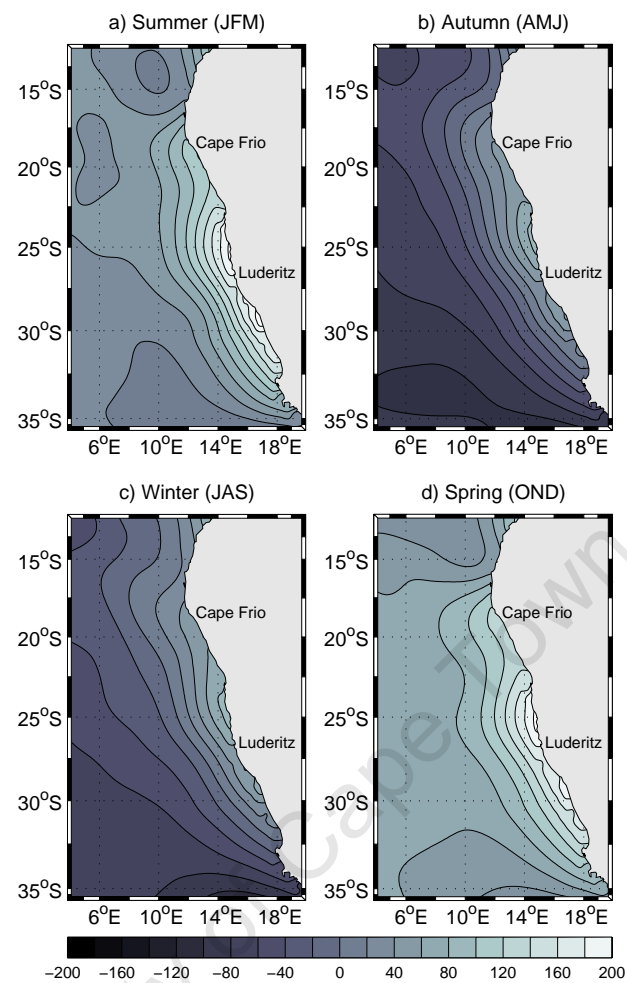 a) Summer (JFM)
b) Autumn (AMJ)
15°S
20°S
25°S
30°S
35°S
Cape Frio
Luderitz
6°E 10°E 14°E 18°E
15°S
20°S
25°S
30°S
35°S
Cape Frio
Luderitz
6°E 10°E 14°E 18°E
c) Winter (JAS)
d) Spring (OND)
15°S
20°S
25°S
30°S
35°S
Cape Frio
Luderitz
6°E 10°E 14°E 18°E
15°S
20°S
25°S
30°S
35°S
Cape Frio
Luderitz
6°E 10°E 14°E 18°E
−200 −160 −120 −80 −40 0 40 80 120 160 200
y of Cape Town